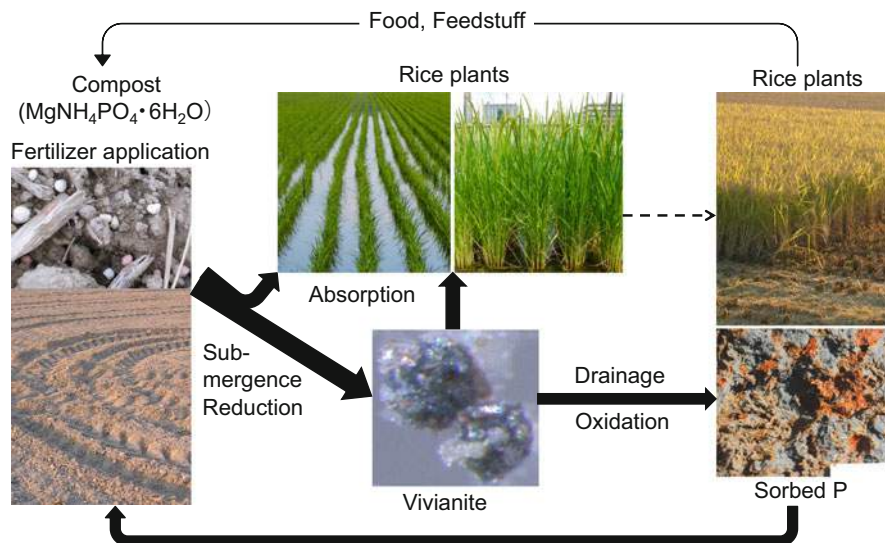 Food, Feedstuff
Compost
(MgNH₄PO₄・6H₂O)
Fertilizer application
Rice plants
Rice plants
Absorption
Sub-
mergence
Reduction
Drainage
Oxidation
Vivianite
Sorbed P